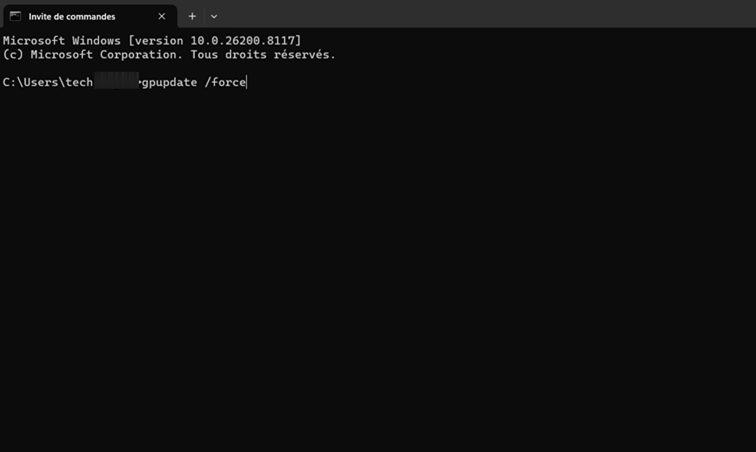 Invite de commandes
Microsoft Windows [version 10.0.26200.8117]
(c) Microsoft Corporation. Tous droits réservés.
C:\Users\tech >gpupdate /force